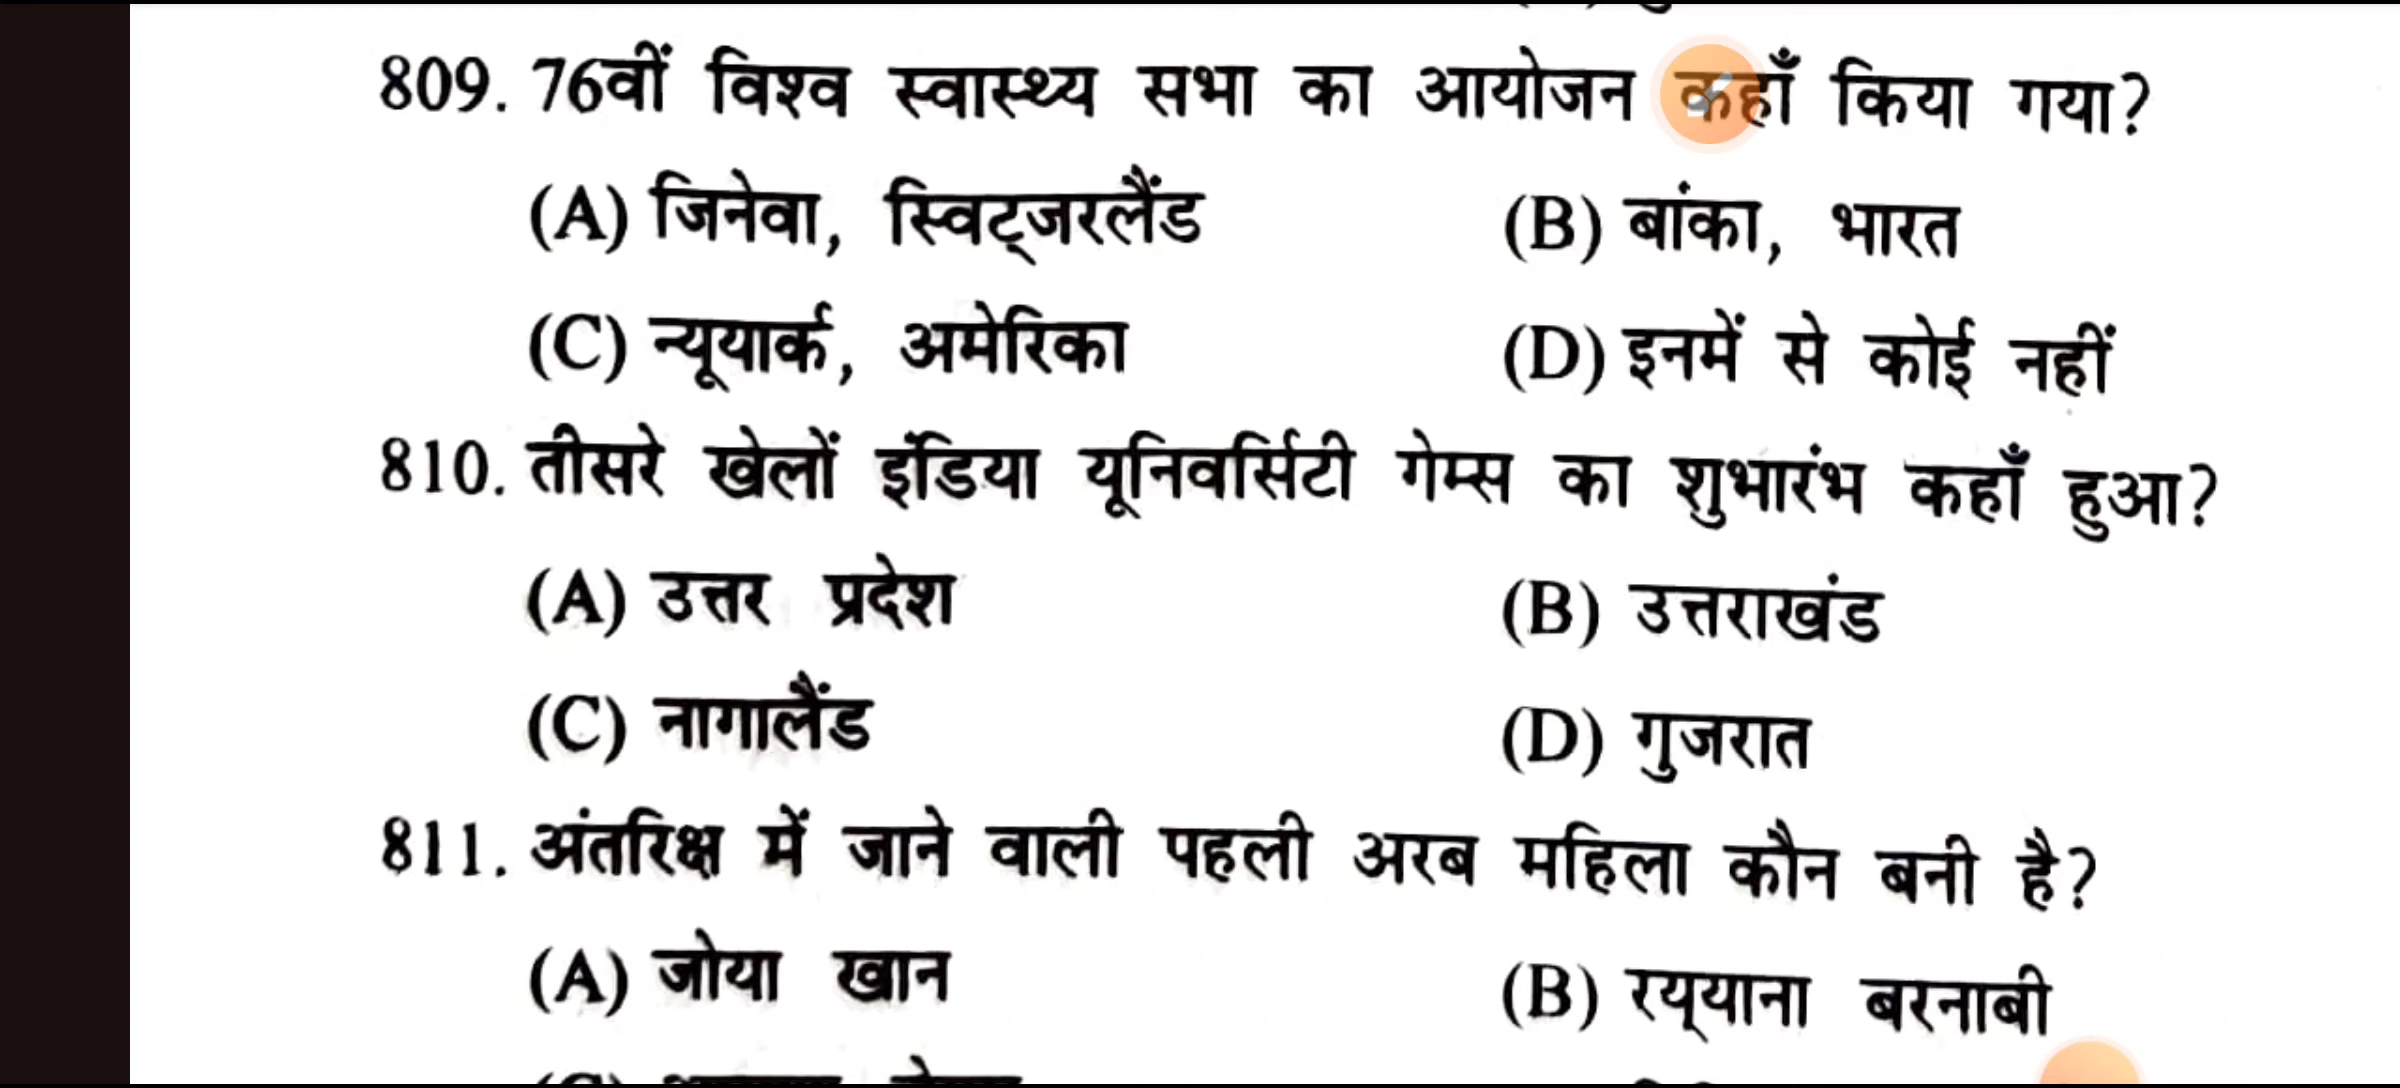 809. 76वीं विश्व स्वास्थ्य सभा का आयोजन कहाँ किया गया?
(A) जिनेवा, स्विट्जरलैंड (B) बांका, भारत
(C) न्यूयार्क, अमेरिका (D) इनमें से कोई नहीं
810. तीसरे खेलों इंडिया यूनिवर्सिटी गेम्स का शुभारंभ कहाँ हुआ?
(A) उत्तर प्रदेश (B) उत्तराखंड
(C) नागालैंड (D) गुजरात
811. अंतरिक्ष में जाने वाली पहली अरब महिला कौन बनी है?
(A) जोया खान (B) रय्याना बरनाबी